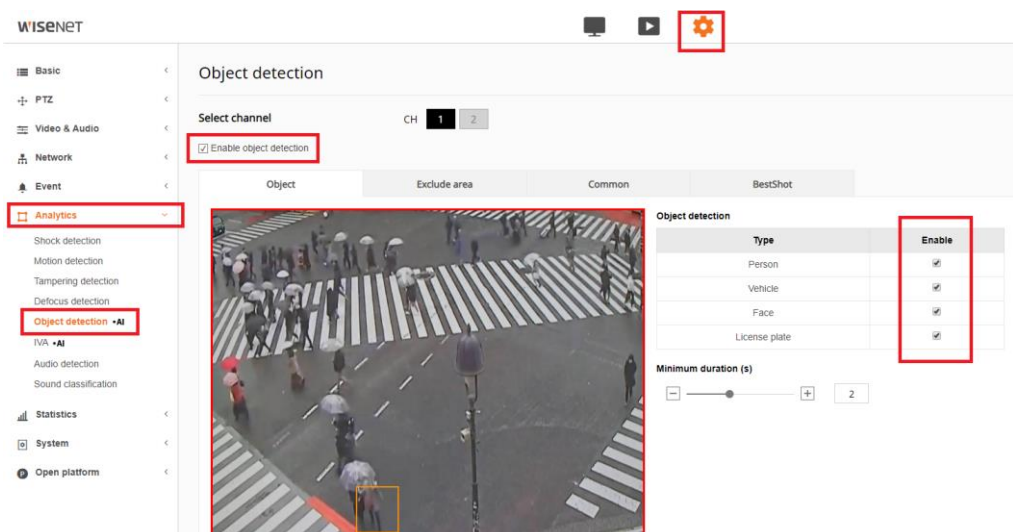 WISENET
Basic
PTZ
Video & Audio
Network
Event
Analytics
Shock detection
Motion detection
Tampering detection
Defocus detection
Object detection •AI
IVA •AI
Audio detection
Sound classification
Statistics
System
Open platform
Object detection
Select channel CH 1 2
Enable object detection
Object Exclude area Common BestShot
Object detection
Type Enable
Person
Vehicle
Face
License plate
Minimum duration (s)
2